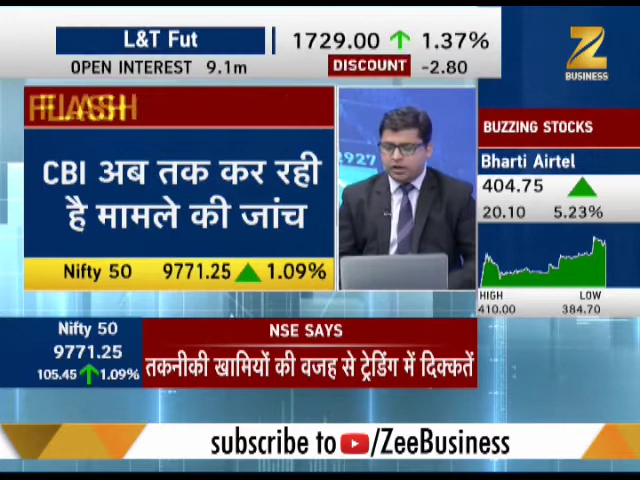 L&T Fut
1729.00 1.37%
OPEN INTEREST 9.1m
DISCOUNT -2.80
Z
BUSINESS
FLASH
CBI अब तक कर रही
है मामले की जांच
Nifty 50 9771.25 1.09%
2927
BUZZING STOCKS
Bharti Airtel
404.75
20.10 5.23%
HIGH LOW
410.00 384.70
Nifty 50
9771.25
105.45 1.09%
NSE SAYS
तकनीकी खामियों की वजह से ट्रेडिंग में दिक्कतें
subscribe to /ZeeBusiness